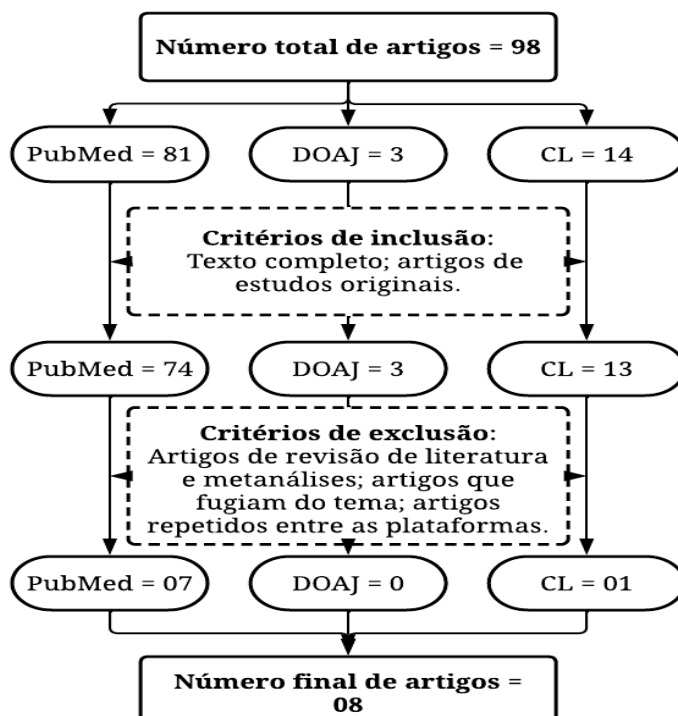 Número total de artigos = 98
PubMed = 81
DOAJ = 3
CL = 14
Critérios de inclusão:
Texto completo; artigos de
estudos originais.
PubMed = 74
DOAJ = 3
CL = 13
Critérios de exclusão:
Artigos de revisão de literatura
e metanálises; artigos que
fugiam do tema; artigos
repetidos entre as plataformas.
PubMed = 07
DOAJ = 0
CL = 01
Número final de artigos =
08